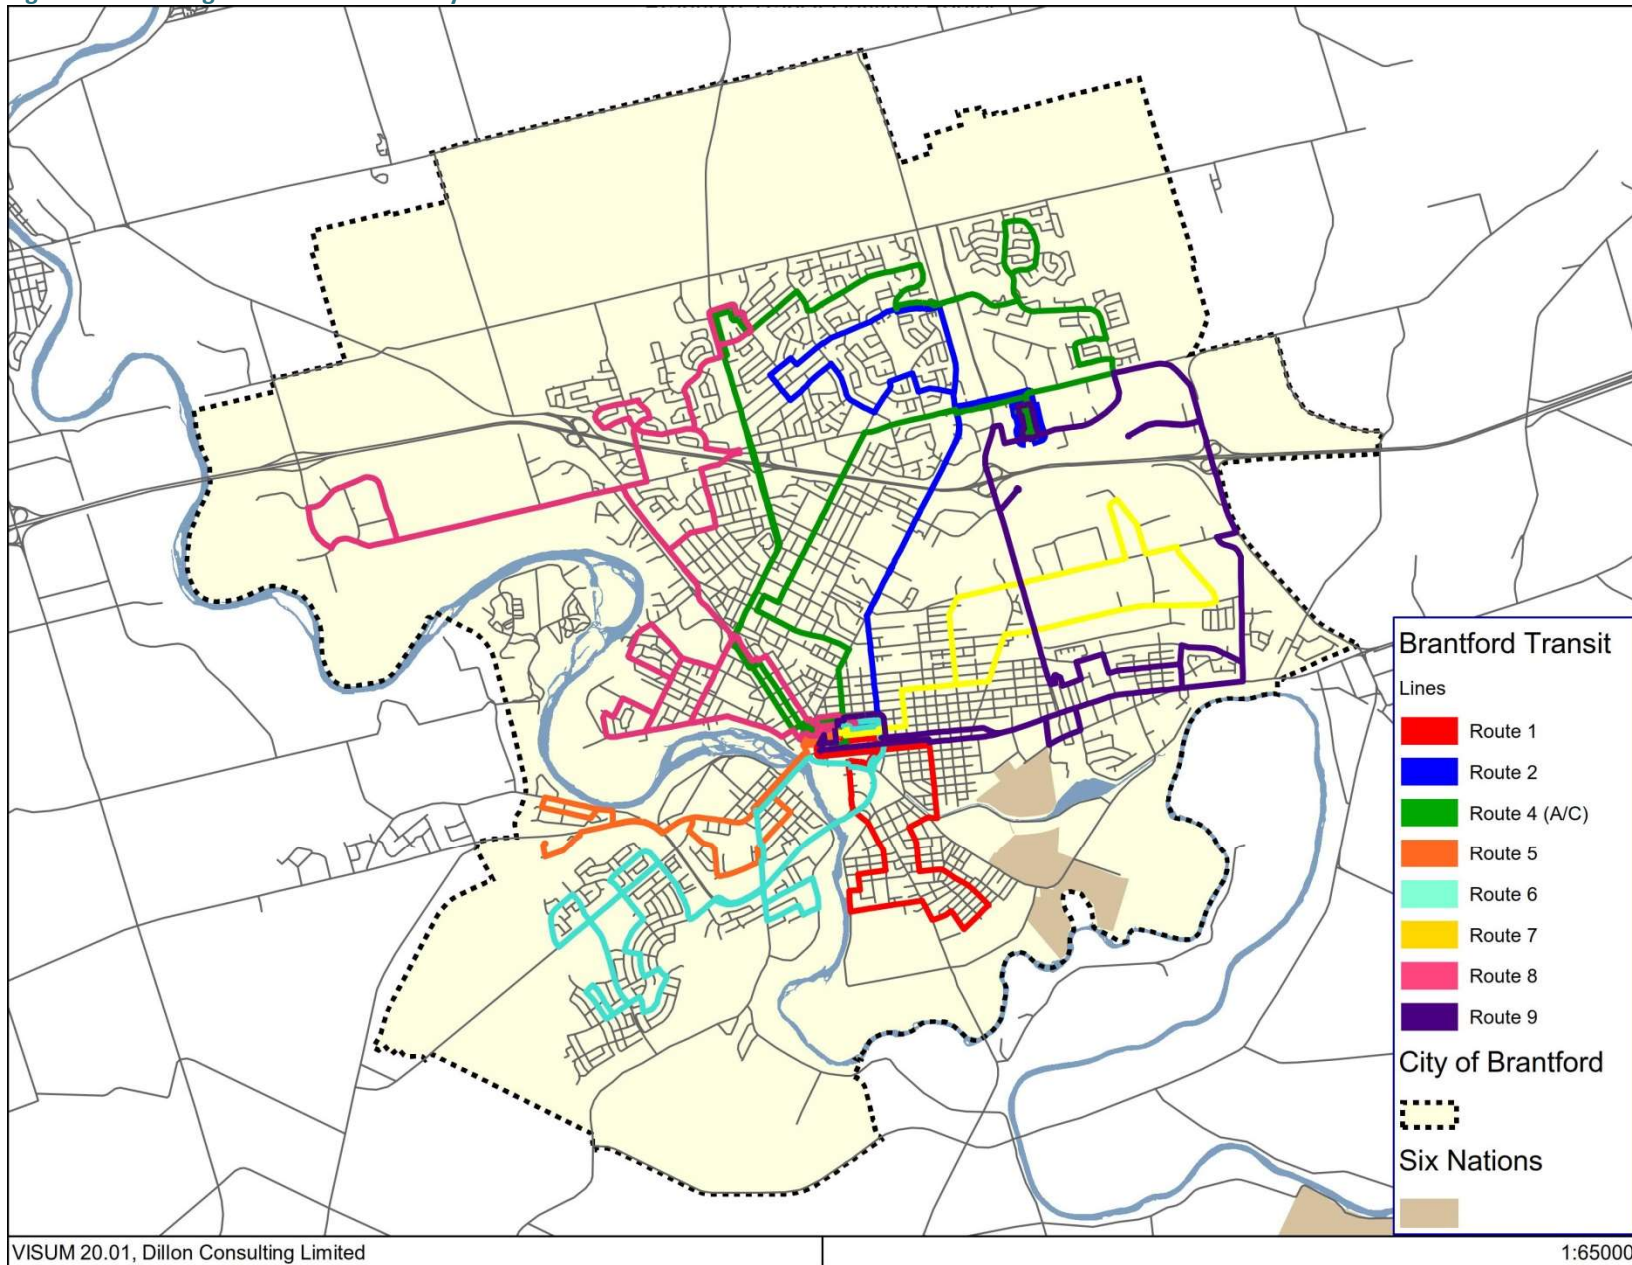 Brantford Transit
Lines
Route 1
Route 2
Route 4 (A/C)
Route 5
Route 6
Route 7
Route 8
Route 9
City of Brantford
Six Nations
VISUM 20.01, Dillon Consulting Limited
1:65000